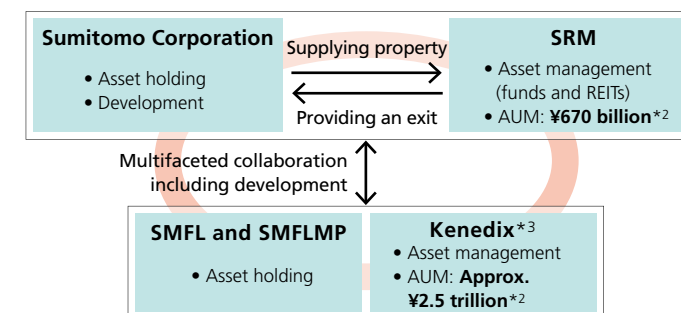 Sumitomo Corporation
• Asset holding
• Development
Supplying property
Providing an exit
SRM
• Asset management
(funds and REITs)
• AUM: ¥670 billion*2
Multifaceted collaboration
including development
SMFL and SMFLMP
• Asset holding
Kenedix*3
• Asset management
• AUM: Approx.
¥2.5 trillion*2